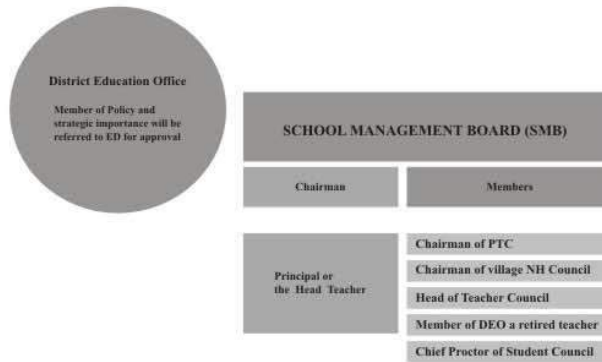 District Education Office
Member of Policy and
strategic importance will be
referred to ED for approval
SCHOOL MANAGEMENT BOARD (SMB)
Chairman
Members
Principal or
the Head Teacher
Chairman of PTC
Chairman of village NH Council
Head of Teacher Council
Member of DEO a retired teacher
Chief Proctor of Student Council